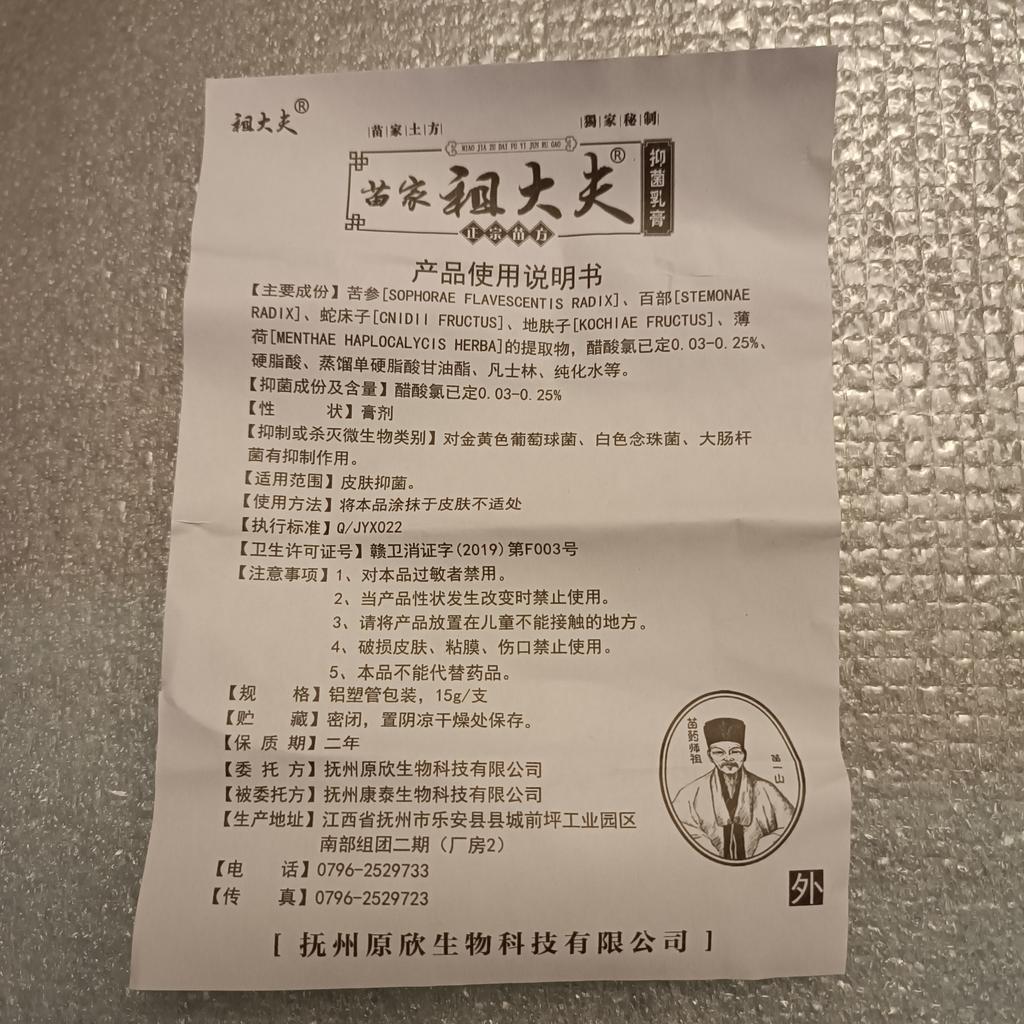 祖大夫®
|苗|家|土|方| |獨|家|秘|制|
MIAO JIA ZU DAI FU YI JUN RU GAO
苗家祖大夫®
抑菌乳膏
正宗苗方
产品使用说明书
【主要成份】苦参[SOPHORAE FLAVESCENTIS RADIX]、百部[STEMONAE
RADIX]、蛇床子[CNIDII FRUCTUS]、地肤子[KOCHIAE FRUCTUS]、薄
荷[MENTHAE HAPLOCALYCIS HERBA]的提取物，醋酸氯已定0.03-0.25%、
硬脂酸、蒸馏单硬脂酸甘油酯、凡士林、纯化水等。
【抑菌成份及含量】醋酸氯已定0.03-0.25%
【性 状】膏剂
【抑制或杀灭微生物类别】对金黄色葡萄球菌、白色念珠菌、大肠杆
菌有抑制作用。
【适用范围】皮肤抑菌。
【使用方法】将本品涂抹于皮肤不适处
【执行标准】Q/JYX022
【卫生许可证号】赣卫消证字(2019)第F003号
【注意事项】1、对本品过敏者禁用。
2、当产品性状发生改变时禁止使用。
3、请将产品放置在儿童不能接触的地方。
4、破损皮肤、粘膜、伤口禁止使用。
5、本品不能代替药品。
【规 格】铝塑管包装，15g/支
【贮 藏】密闭，置阴凉干燥处保存。
【保 质 期】二年
【委 托 方】抚州原欣生物科技有限公司
【被委托方】抚州康泰生物科技有限公司
【生产地址】江西省抚州市乐安县县城前坪工业园区
南部组团二期（厂房2）
【电 话】0796-2529733
【传 真】0796-2529723
苗药师祖
苗一山
外
[ 抚州原欣生物科技有限公司 ]